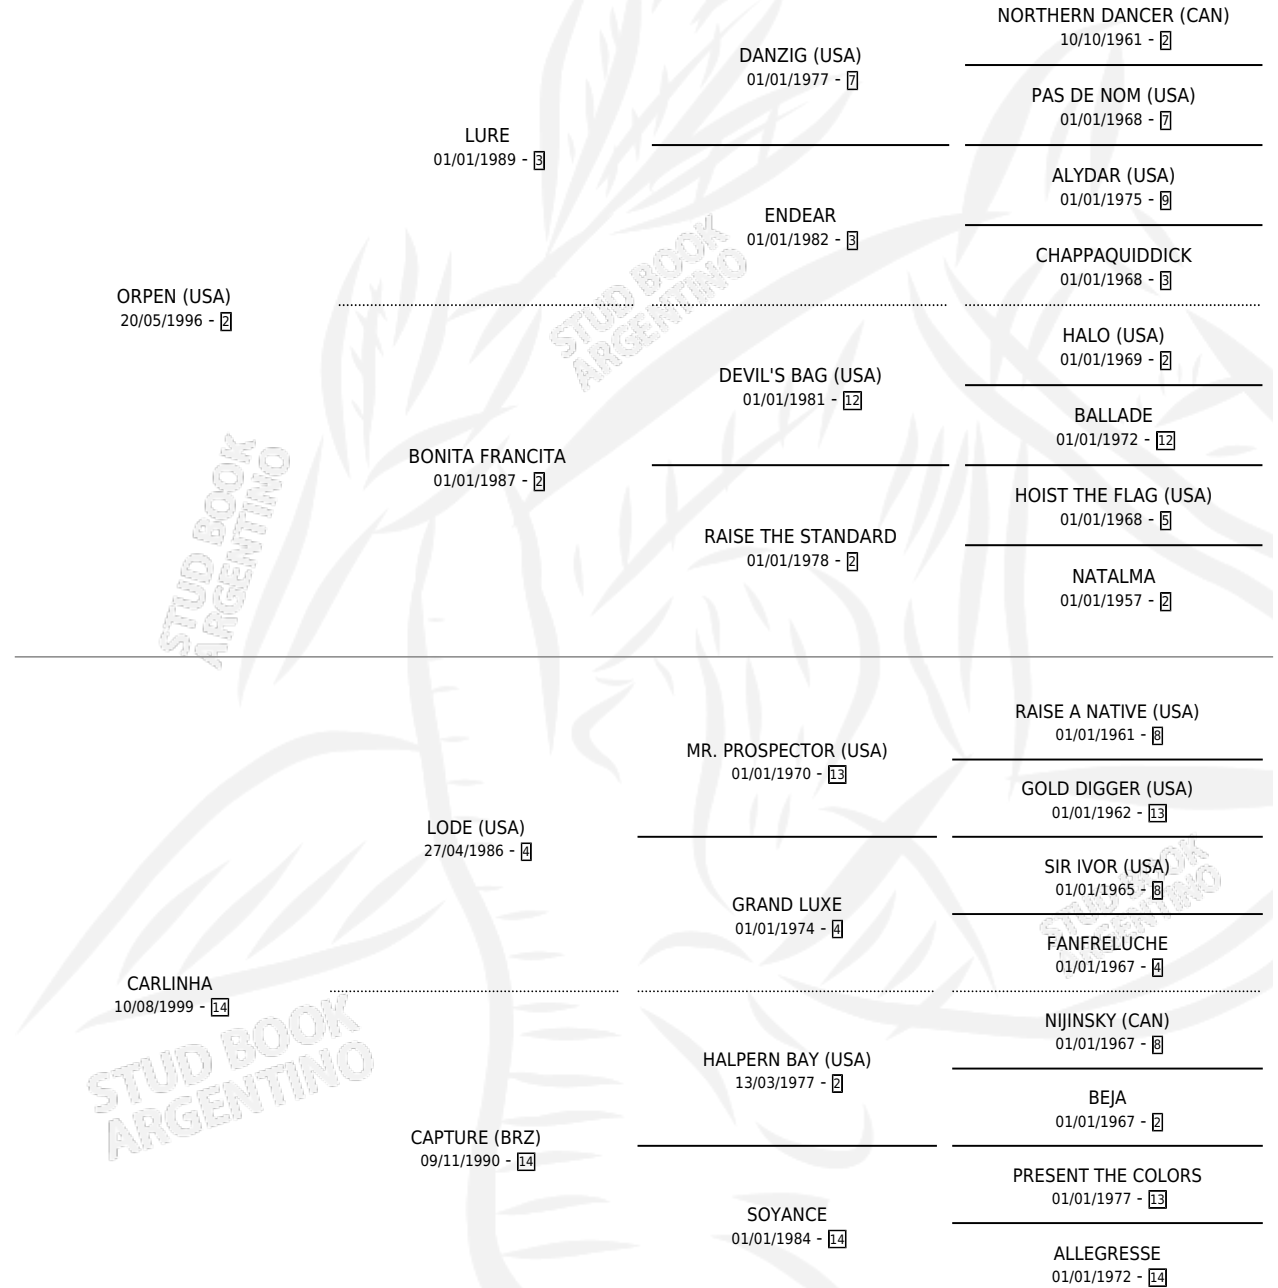 NORTHERN DANCER (CAN)
10/10/1961 - 2
DANZIG (USA)
01/01/1977 - 7
PAS DE NOM (USA)
01/01/1968 - 7
LURE
01/01/1989 - 3
ALYDAR (USA)
01/01/1975 - 9
ENDEAR
01/01/1982 - 3
CHAPPAQUIDDICK
01/01/1968 - 3
ORPEN (USA)
20/05/1996 - 2
HALO (USA)
01/01/1969 - 2
DEVIL'S BAG (USA)
01/01/1981 - 12
BALLADE
01/01/1972 - 12
BONITA FRANCITA
01/01/1987 - 2
HOIST THE FLAG (USA)
01/01/1968 - 5
RAISE THE STANDARD
01/01/1978 - 2
NATALMA
01/01/1957 - 2
STUD BOOK
ARGENTINO
STUD BOOK
ARGENTINO
RAISE A NATIVE (USA)
01/01/1961 - 8
MR. PROSPECTOR (USA)
01/01/1970 - 13
GOLD DIGGER (USA)
01/01/1962 - 13
LODE (USA)
27/04/1986 - 4
SIR IVOR (USA)
01/01/1965 - 8
GRAND LUXE
01/01/1974 - 4
FANFRELUCHE
01/01/1967 - 4
CARLINHA
10/08/1999 - 14
NIJINSKY (CAN)
01/01/1967 - 8
HALPERN BAY (USA)
13/03/1977 - 2
BEJA
01/01/1967 - 2
CAPTURE (BRZ)
09/11/1990 - 14
PRESENT THE COLORS
01/01/1977 - 13
SOYANCE
01/01/1984 - 14
ALLEGRESSE
01/01/1972 - 14
STUD BOOK
ARGENTINO
STUD BOOK
ARGENTINO